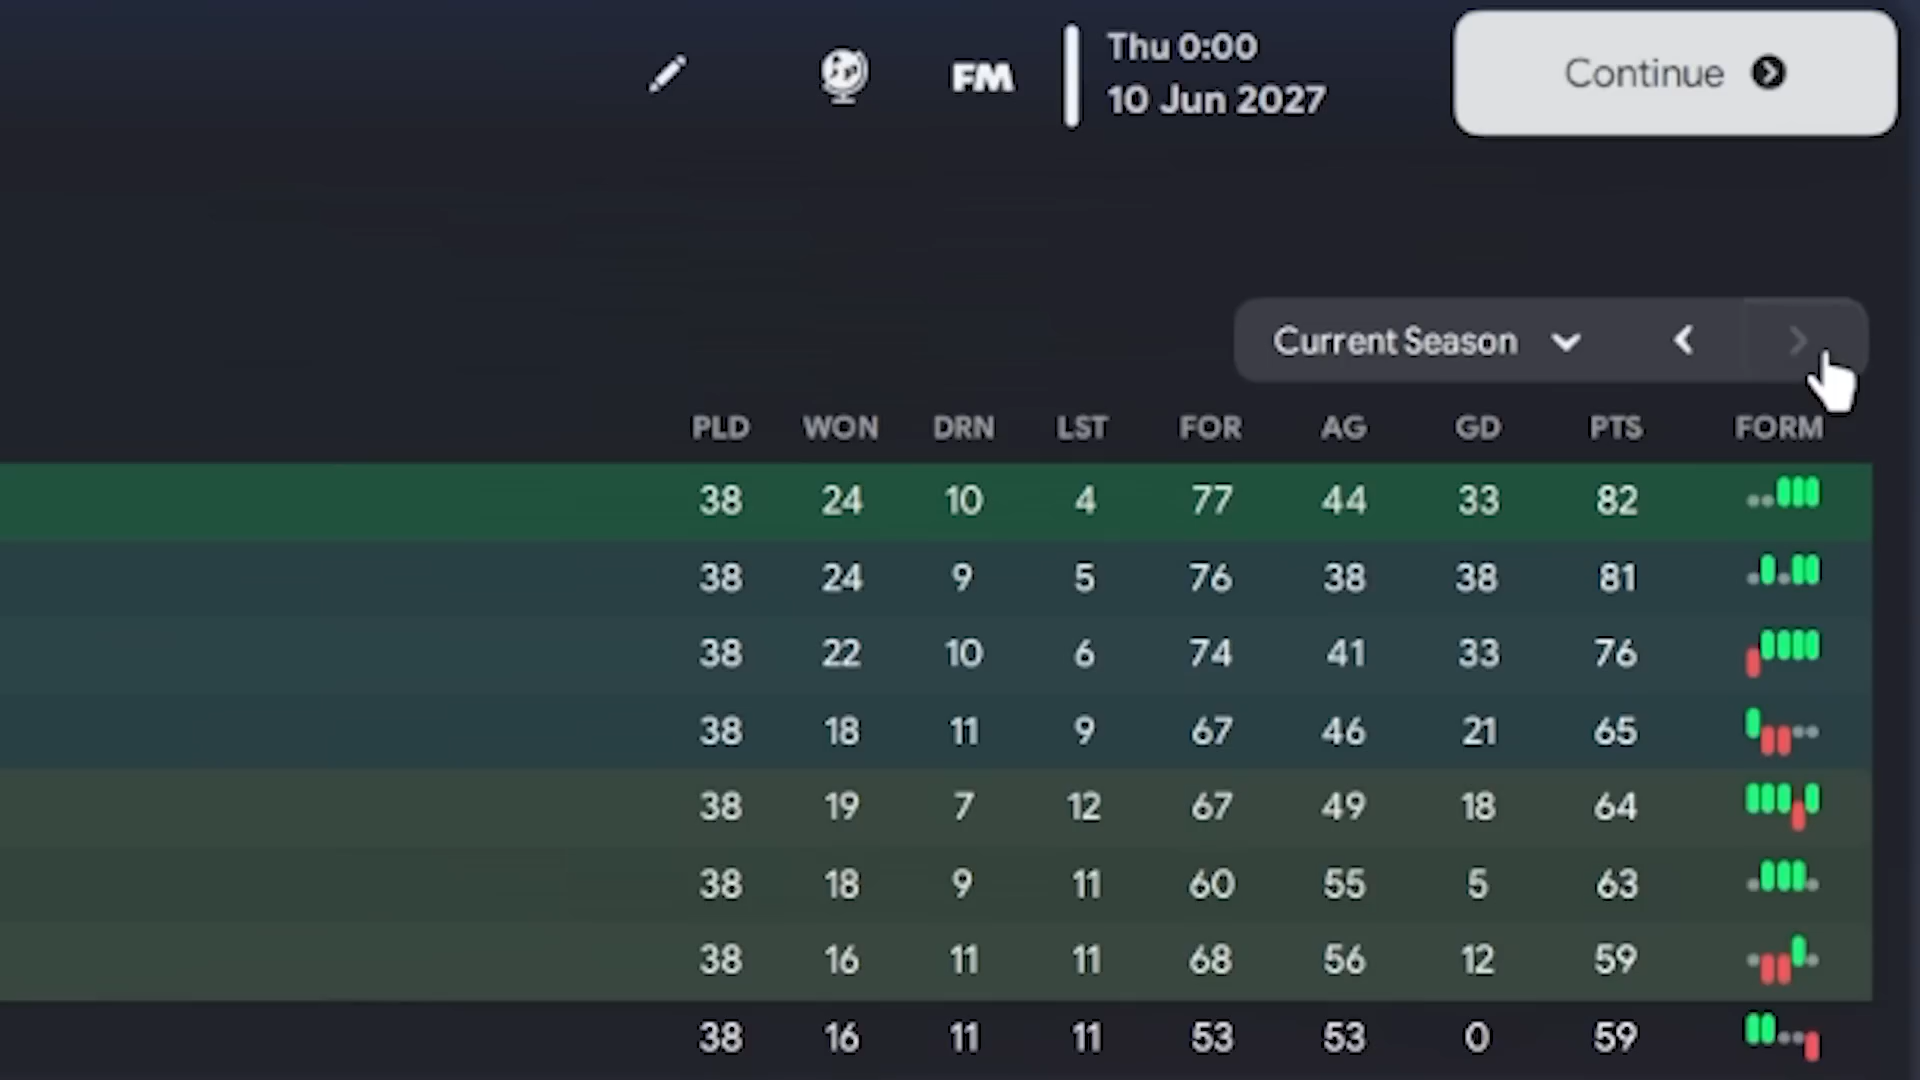 FM
Thu 0:00
10 Jun 2027
Continue
Current Season
PLD WON DRN LST FOR AG GD PTS FORM
38 24 10 4 77 44 33 82
38 24 9 5 76 38 38 81
38 22 10 6 74 41 33 76
38 18 11 9 67 46 21 65
38 19 7 12 67 49 18 64
38 18 9 11 60 55 5 63
38 16 11 11 68 56 12 59
38 16 11 11 53 53 0 59